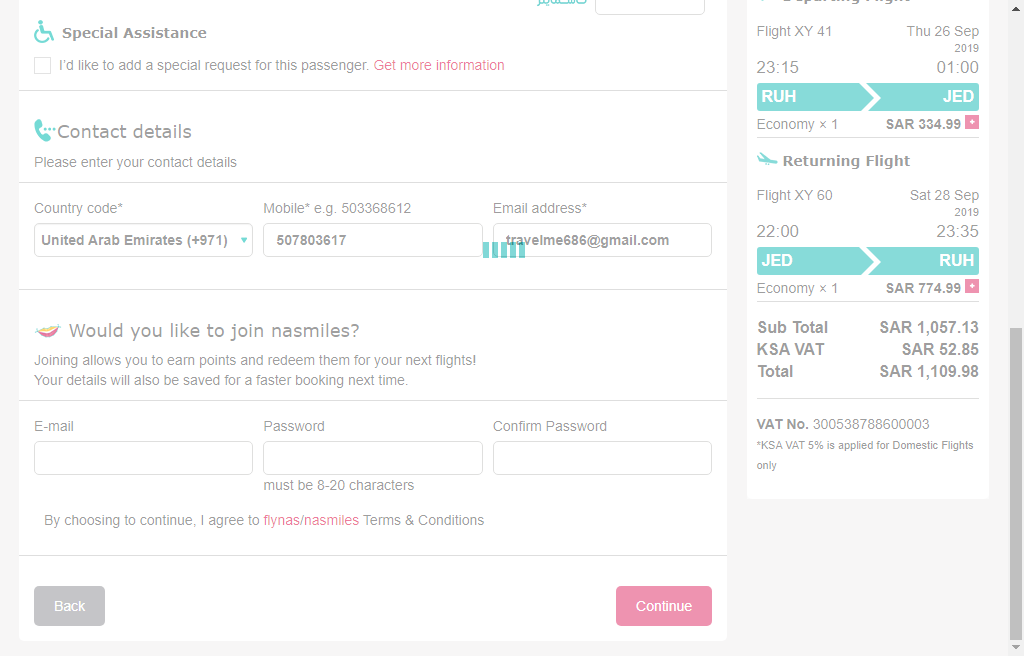 Special Assistance
I'd like to add a special request for this passenger. Get more information
Contact details
Please enter your contact details
Country code*
Mobile* e.g. 503368612
Email address*
United Arab Emirates (+971)
507803617
travelme686@gmail.com
Would you like to join nasmiles?
Joining allows you to earn points and redeem them for your next flights!
Your details will also be saved for a faster booking next time.
E-mail
Password
Confirm Password
must be 8-20 characters
By choosing to continue, I agree to flynas/nasmiles Terms & Conditions
Back
Continue
Departing Flight
Flight XY 41
Thu 26 Sep
2019
23:15
01:00
RUH
JED
Economy × 1
SAR 334.99 +
Returning Flight
Flight XY 60
Sat 28 Sep
2019
22:00
23:35
JED
RUH
Economy × 1
SAR 774.99 +
Sub Total
SAR 1,057.13
KSA VAT
SAR 52.85
Total
SAR 1,109.98
VAT No. 300538788600003
*KSA VAT 5% is applied for Domestic Flights
only